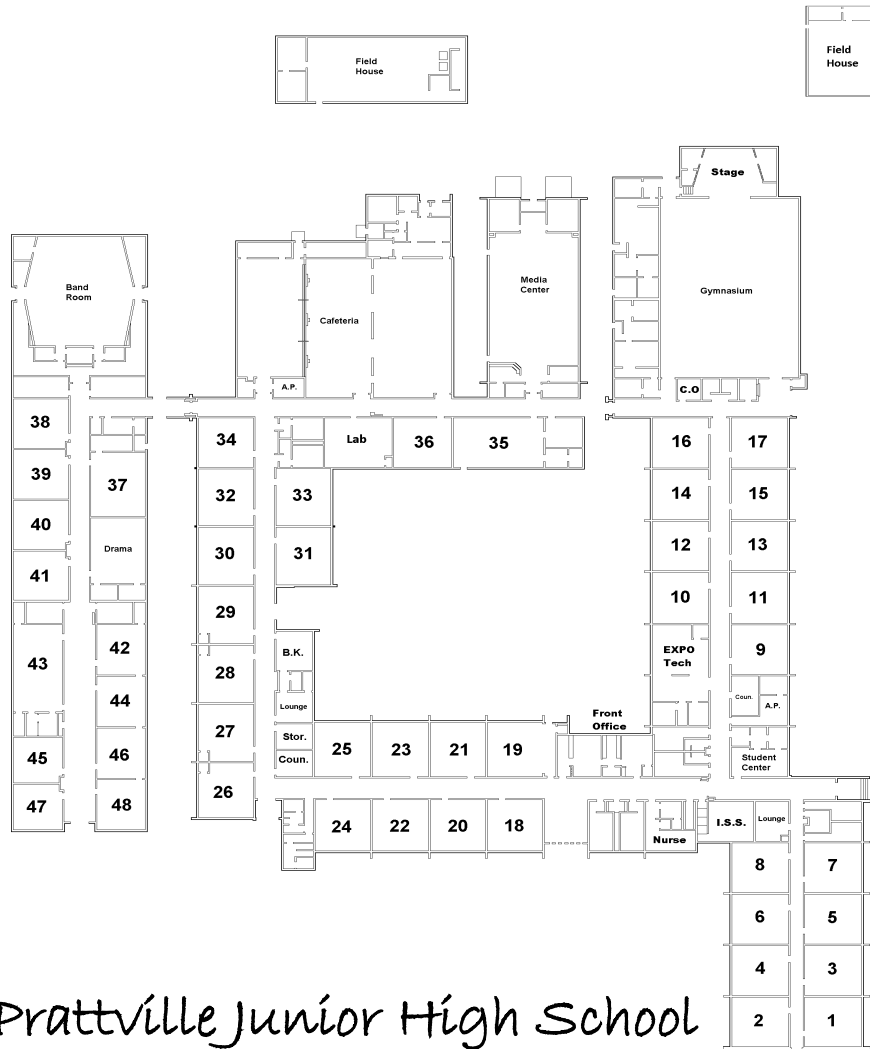 Field
House
Field
House
Stage
Band
Room
Media
Center
Gymnasium
Cafeteria
A.P.
C.O
38
34
Lab
36
35
16
17
39
37
32
33
14
15
40
Drama
30
31
12
13
41
29
10
11
43
42
B.K.
28
EXPO
Tech
9
44
Lounge
Coun.
A.P.
Front
Office
27
Stor.
25
23
21
19
45
46
Coun.
Student
Center
47
48
26
24
22
20
18
Nurse
I.S.S.
Lounge
8
7
6
5
4
3
2
1
Prattville Junior High School